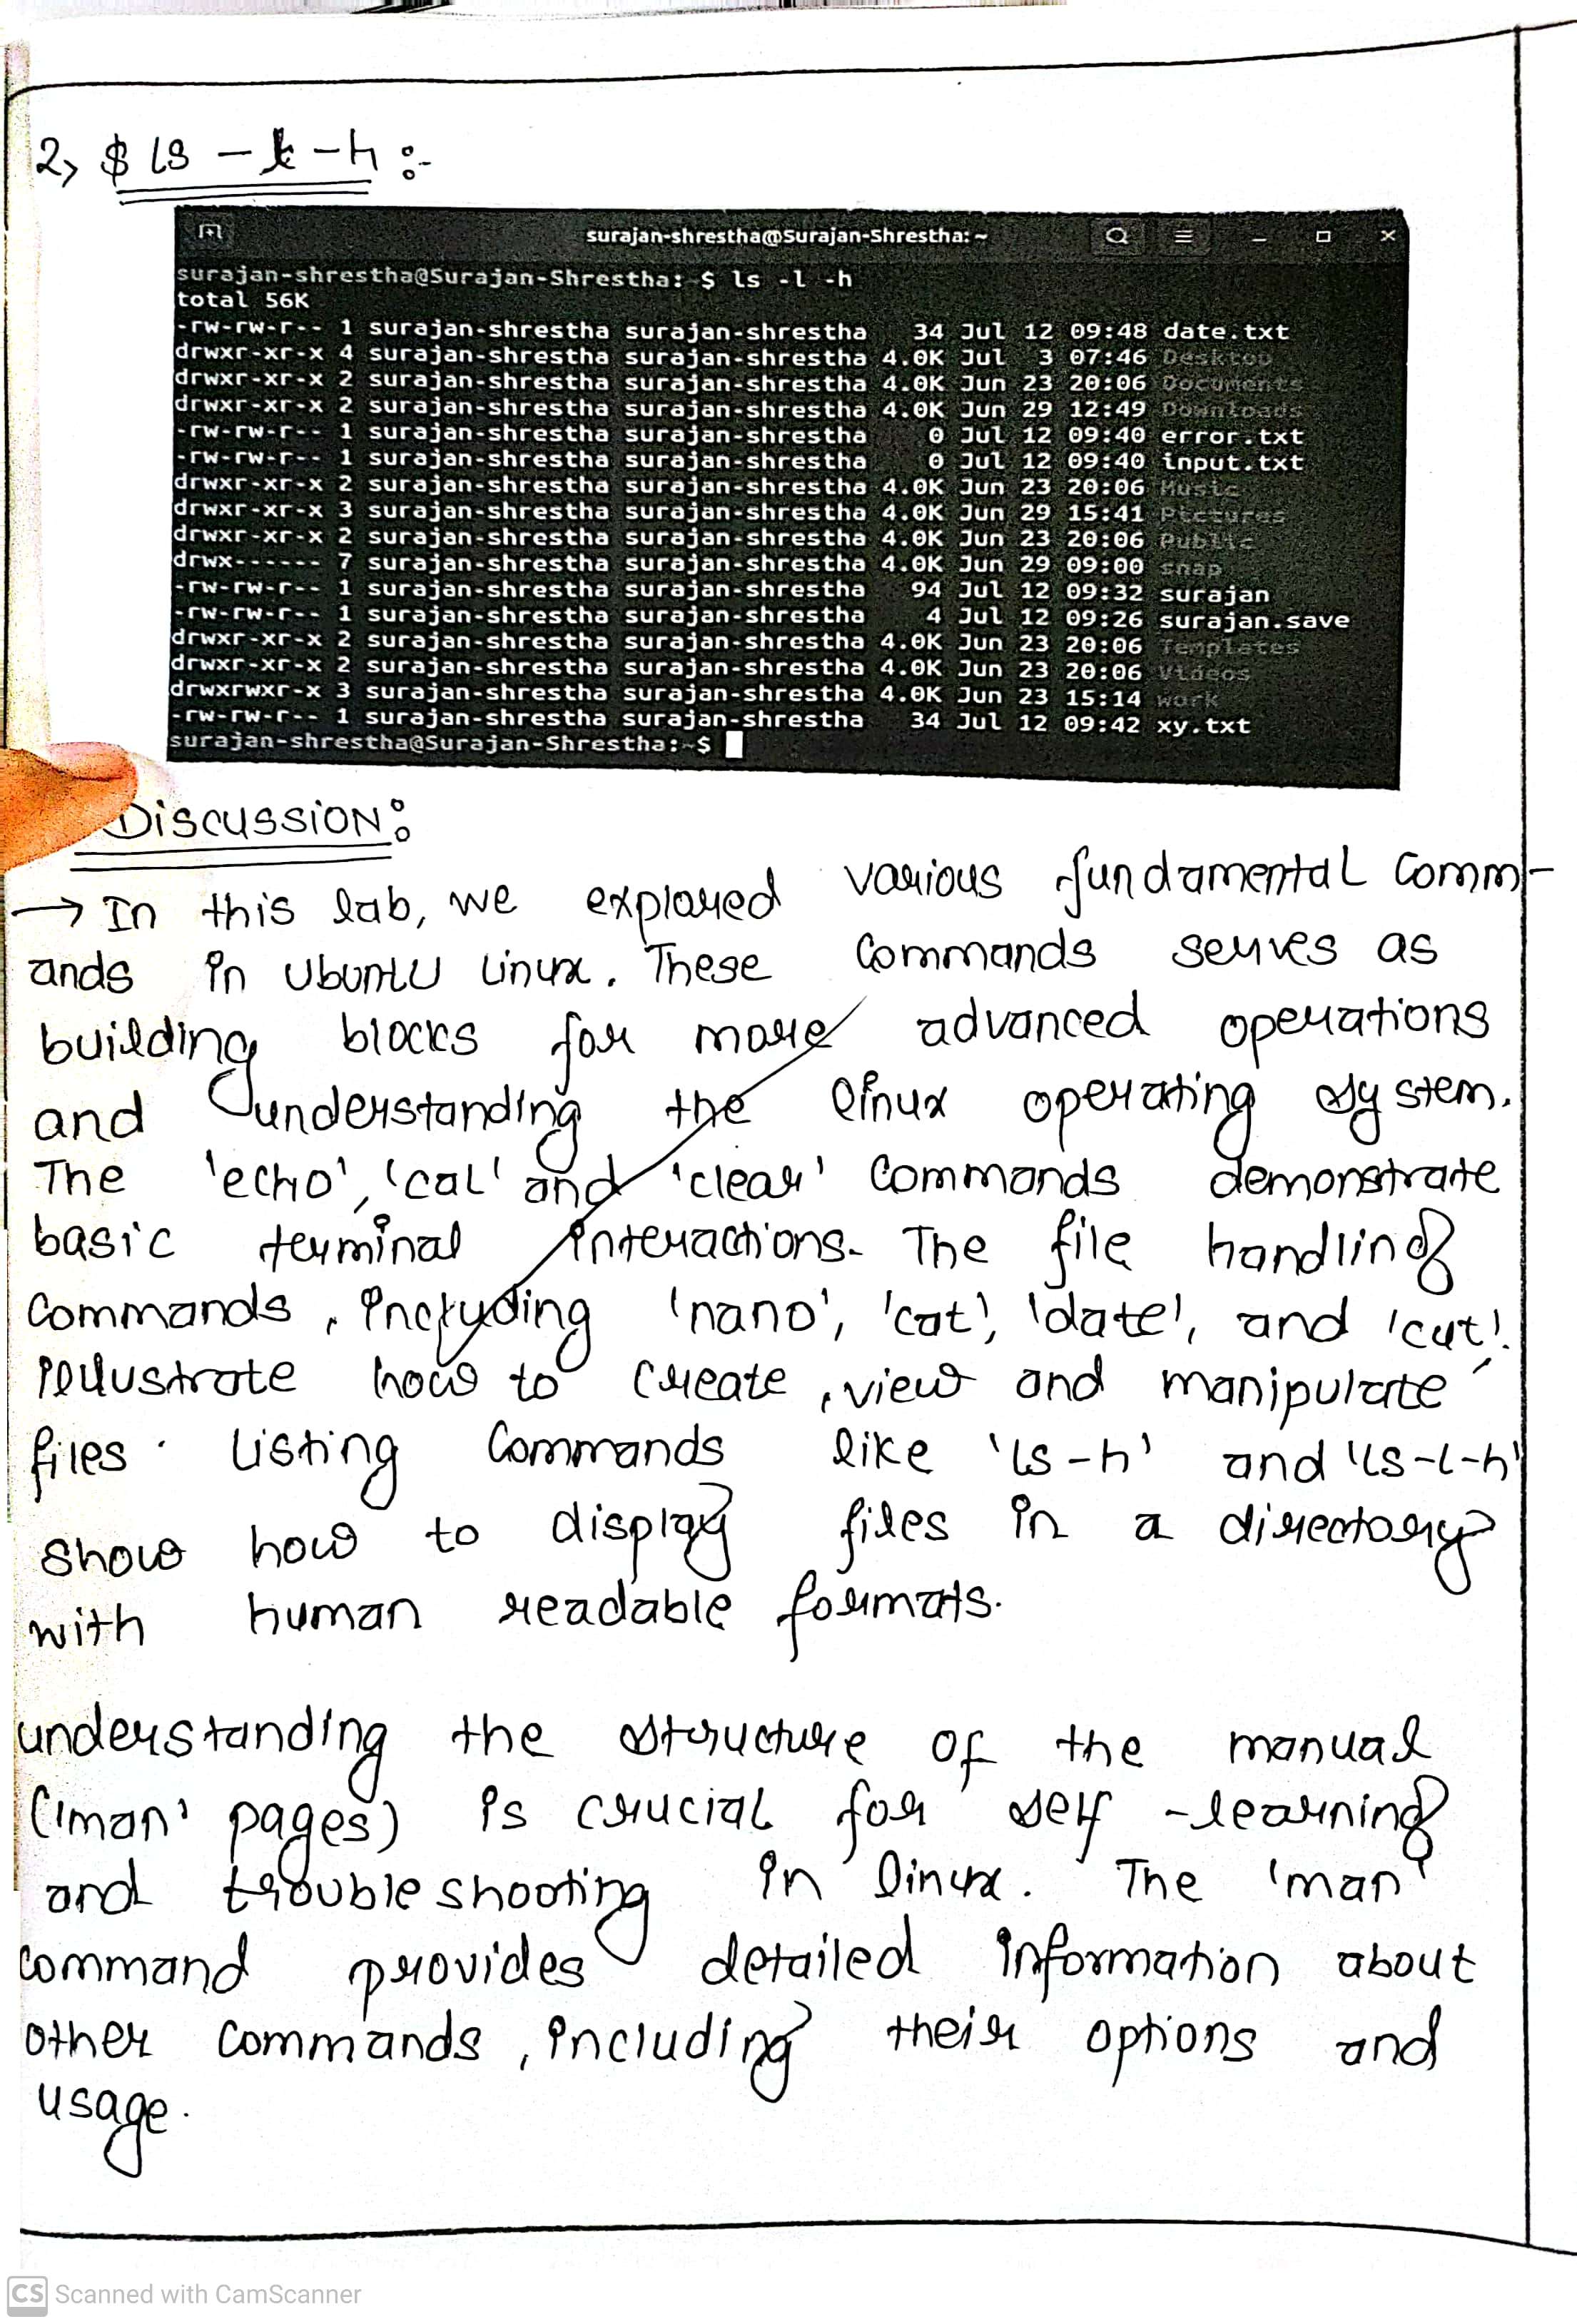 2, $ ls - l - h :-
surajan-shrestha@Surajan-Shrestha: ~
surajan-shrestha@Surajan-Shrestha:~$ ls -l -h
total 56K
-rw-rw-r-- 1 surajan-shrestha surajan-shrestha 34 Jul 12 09:48 date.txt
drwxr-xr-x 4 surajan-shrestha surajan-shrestha 4.0K Jul 3 07:46 Desktop
drwxr-xr-x 2 surajan-shrestha surajan-shrestha 4.0K Jun 23 20:06 Documents
drwxr-xr-x 2 surajan-shrestha surajan-shrestha 4.0K Jun 29 12:49 Downloads
-rw-rw-r-- 1 surajan-shrestha surajan-shrestha 0 Jul 12 09:40 error.txt
-rw-rw-r-- 1 surajan-shrestha surajan-shrestha 0 Jul 12 09:40 input.txt
drwxr-xr-x 2 surajan-shrestha surajan-shrestha 4.0K Jun 23 20:06 Music
drwxr-xr-x 3 surajan-shrestha surajan-shrestha 4.0K Jun 29 15:41 Pictures
drwxr-xr-x 2 surajan-shrestha surajan-shrestha 4.0K Jun 23 20:06 Public
drwx------ 7 surajan-shrestha surajan-shrestha 4.0K Jun 29 09:00 snap
-rw-rw-r-- 1 surajan-shrestha surajan-shrestha 94 Jul 12 09:32 surajan
-rw-rw-r-- 1 surajan-shrestha surajan-shrestha 4 Jul 12 09:26 surajan.save
drwxr-xr-x 2 surajan-shrestha surajan-shrestha 4.0K Jun 23 20:06 Templates
drwxr-xr-x 2 surajan-shrestha surajan-shrestha 4.0K Jun 23 20:06 Videos
drwxrwxr-x 3 surajan-shrestha surajan-shrestha 4.0K Jun 23 15:14 work
-rw-rw-r-- 1 surajan-shrestha surajan-shrestha 34 Jul 12 09:42 xy.txt
surajan-shrestha@Surajan-Shrestha:~$
Discussion:
→ In this lab, we explored various fundamental comm-
ands in Ubuntu Linux. These commands serves as
building blocks for more advanced operations
and understanding the linux operating system.
The 'echo', 'cal' and 'clear' commands demonstrate
basic terminal interactions. The file handling
commands, including 'nano', 'cat', 'date', and 'cut'.
illustrate how to create, view and manipulate
files. Listing commands like 'ls-h' and 'ls-l-h'
show how to display files in a directory
with human readable formats.
understanding the structure of the manual
('man' pages) is crucial for self-learning
and troubleshooting in linux. The 'man'
command provides detailed information about
other commands, including their options and
usage.
CS Scanned with CamScanner